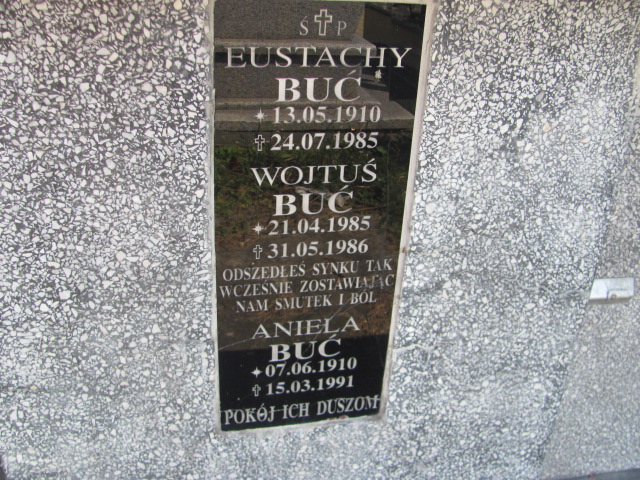 Ś ✝ P
EUSTACHY
BUĆ
✶ 13.05.1910
✝ 24.07.1985
WOJTUŚ
BUĆ
✶ 21.04.1985
✝ 31.05.1986
ODSZEDŁEŚ SYNKU TAK
WCZEŚNIE ZOSTAWIAJĄC
NAM SMUTEK I BÓL
ANIELA
BUĆ
✶ 07.06.1910
✝ 15.03.1991
POKÓJ ICH DUSZOM